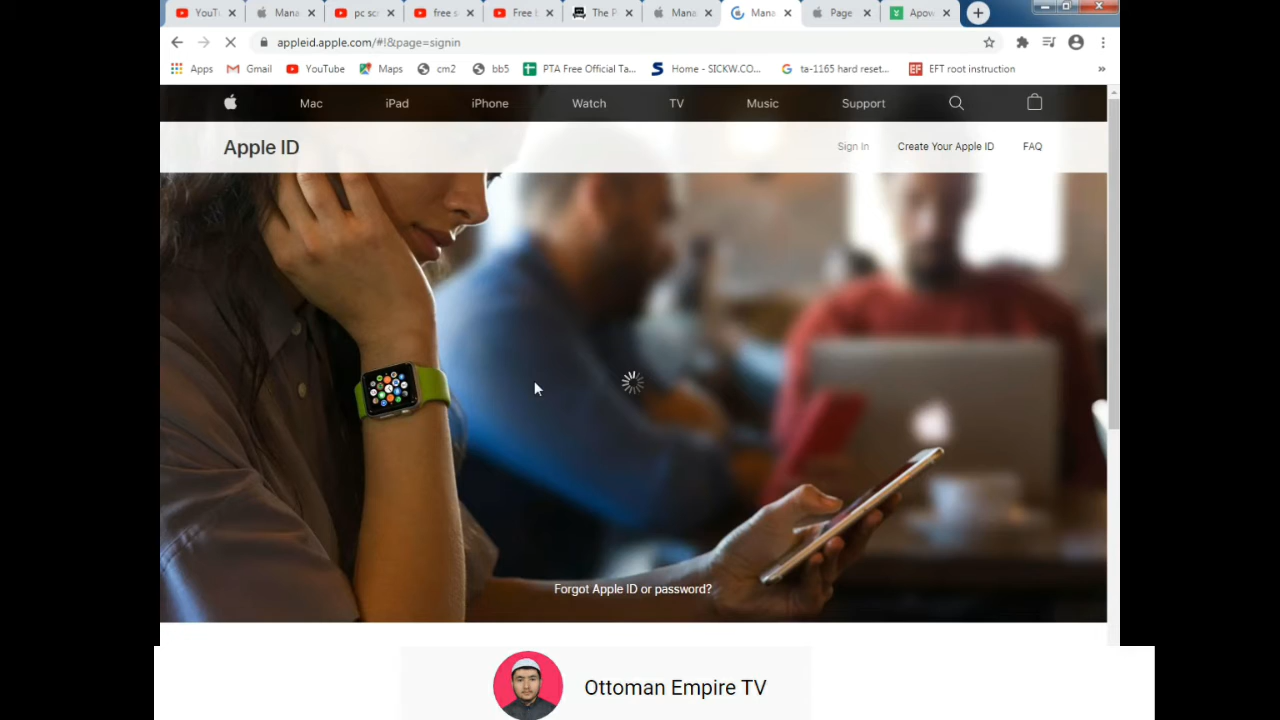 YouT
Mana
pc scr
free s
Free b
The P
Mana
Mana
Page
Apow
appleid.apple.com/#!&page=signin
Apps
Gmail
YouTube
Maps
cm2
bb5
PTA Free Official Ta...
Home - SICKW.CO...
ta-1165 hard reset...
EFT root instruction
»
Mac
iPad
iPhone
Watch
TV
Music
Support
Apple ID
Sign In
Create Your Apple ID
FAQ
Forgot Apple ID or password?
Ottoman Empire TV